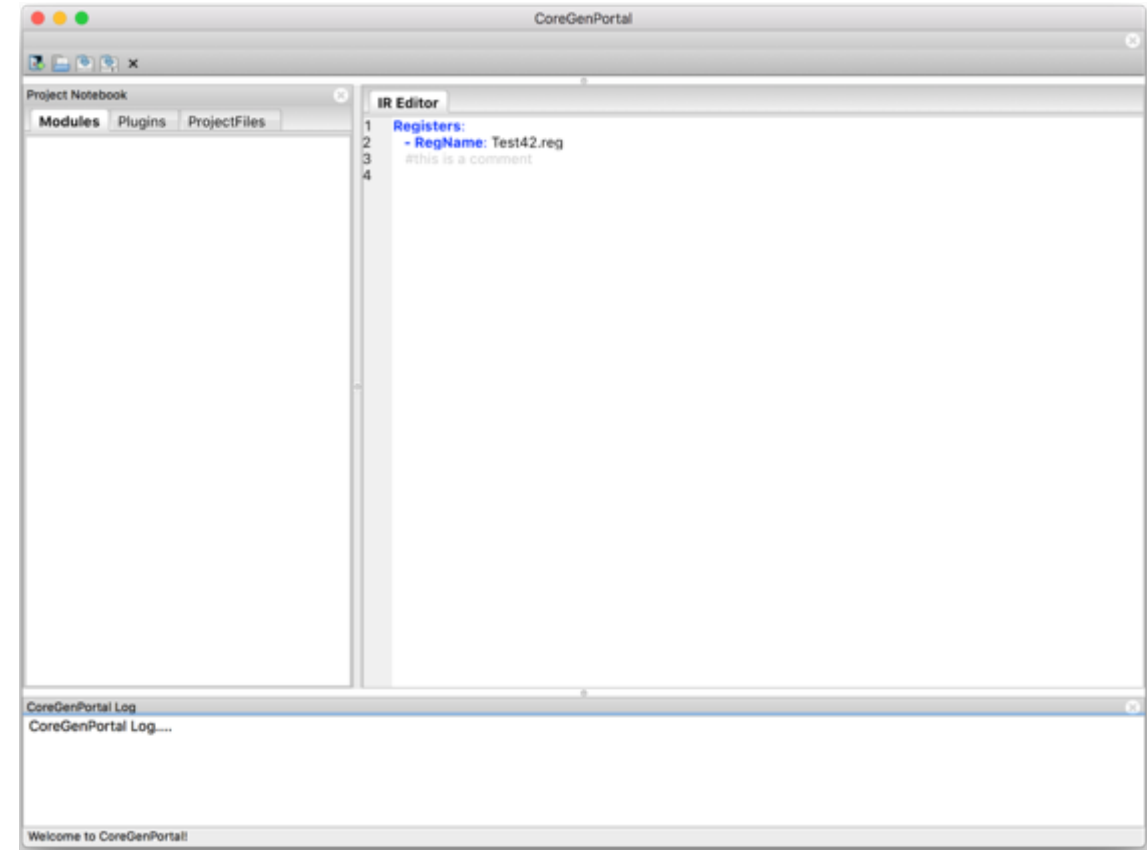 CoreGenPortal
Project Notebook
Modules Plugins ProjectFiles
IR Editor
1 Registers:
2 - RegName: Test42.reg
3 #this is a comment
4
CoreGenPortal Log
CoreGenPortal Log....
Welcome to CoreGenPortal!